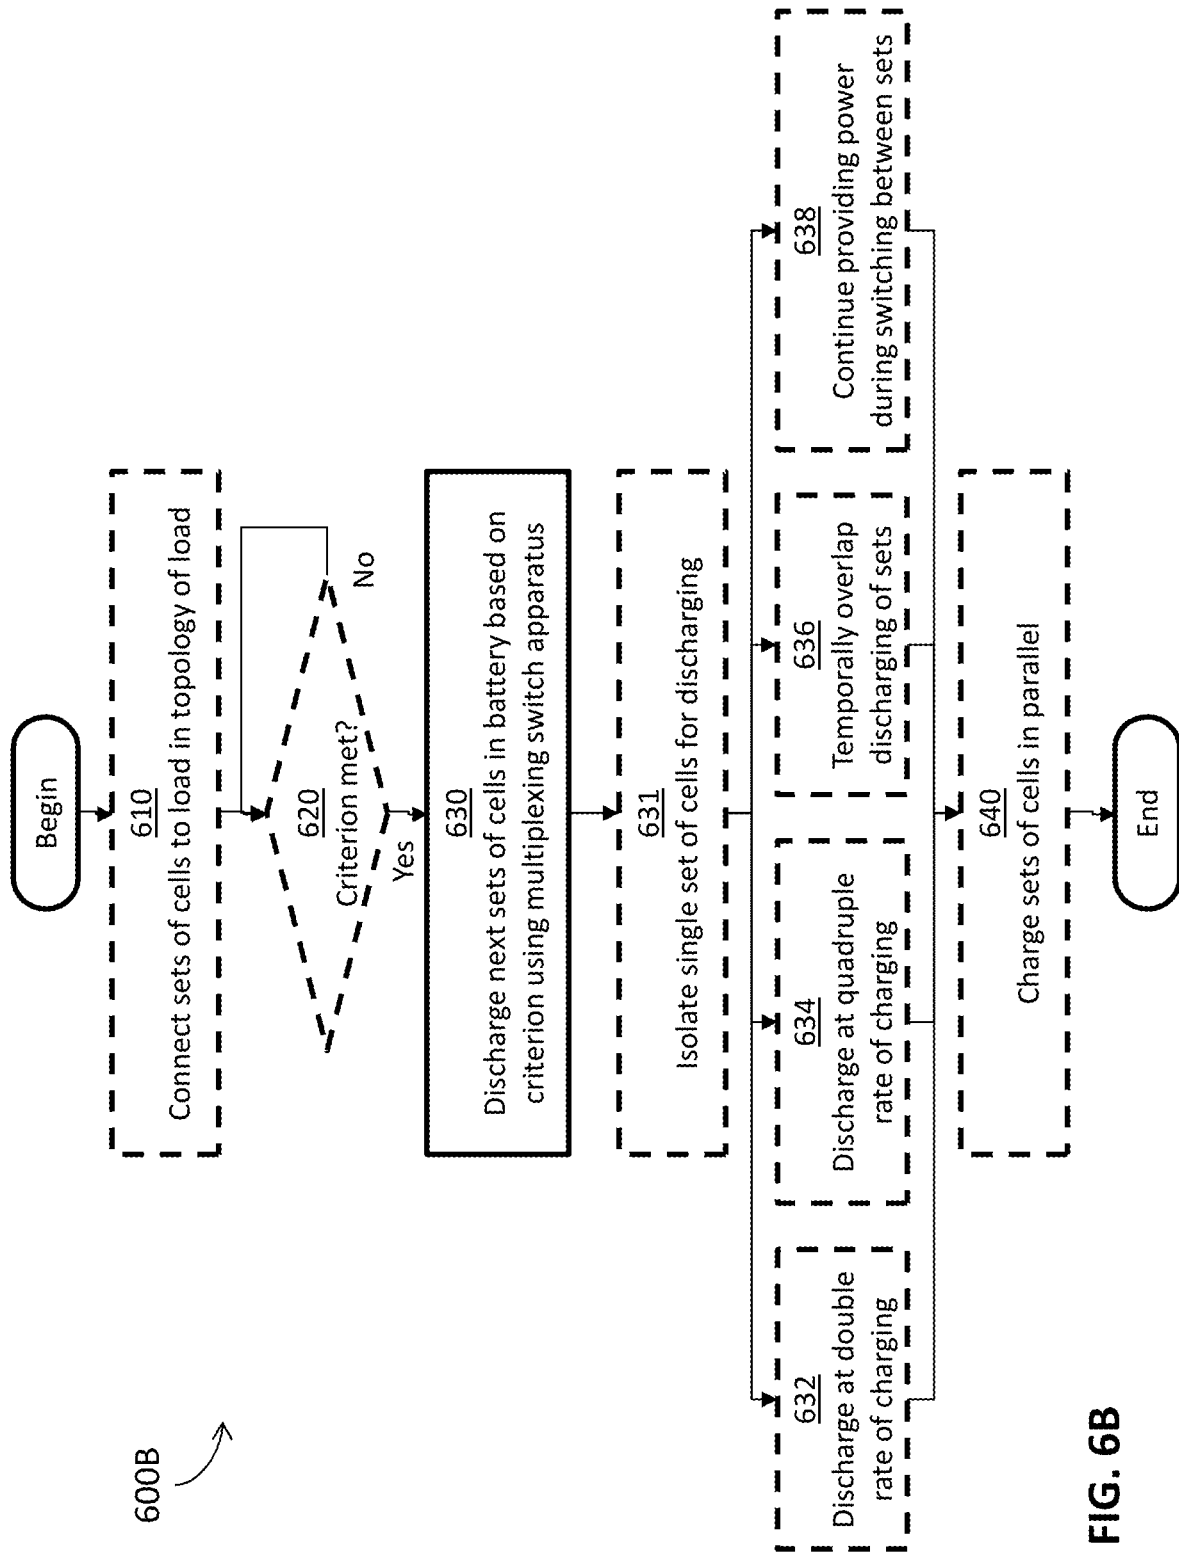 600B
Begin
610
Connect sets of cells to load in topology of load
620
Criterion met?
No
Yes
630
Discharge next sets of cells in battery based on
criterion using multiplexing switch apparatus
631
Isolate single set of cells for discharging
632
Discharge at double
rate of charging
634
Discharge at quadruple
rate of charging
636
Temporally overlap
discharging of sets
638
Continue providing power
during switching between sets
640
Charge sets of cells in parallel
End
FIG. 6B